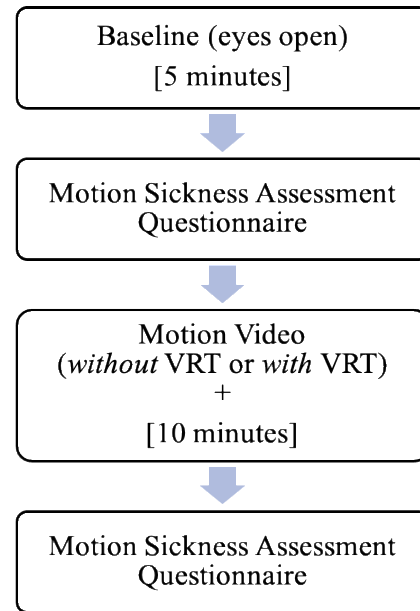 Baseline (eyes open)
[5 minutes]
Motion Sickness Assessment
Questionnaire
Motion Video
(without VRT or with VRT)
+
[10 minutes]
Motion Sickness Assessment
Questionnaire